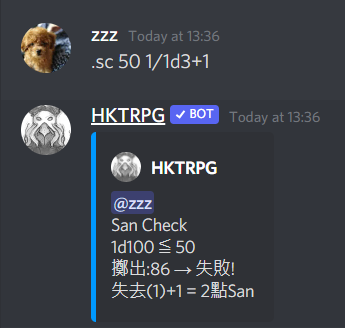 zzz Today at 13:36
.sc 50 1/1d3+1
HKTRPG ✓ BOT Today at 13:36
HKTRPG
@zzz
San Check
1d100 ≦ 50
擲出:86 → 失敗!
失去(1)+1 = 2點San